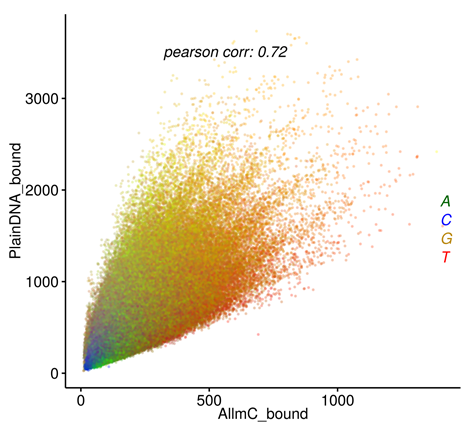 pearson corr: 0.72
3000
2000
1000
0
PlainDNA_bound
A
C
G
T
0 500 1000
AllmC_bound